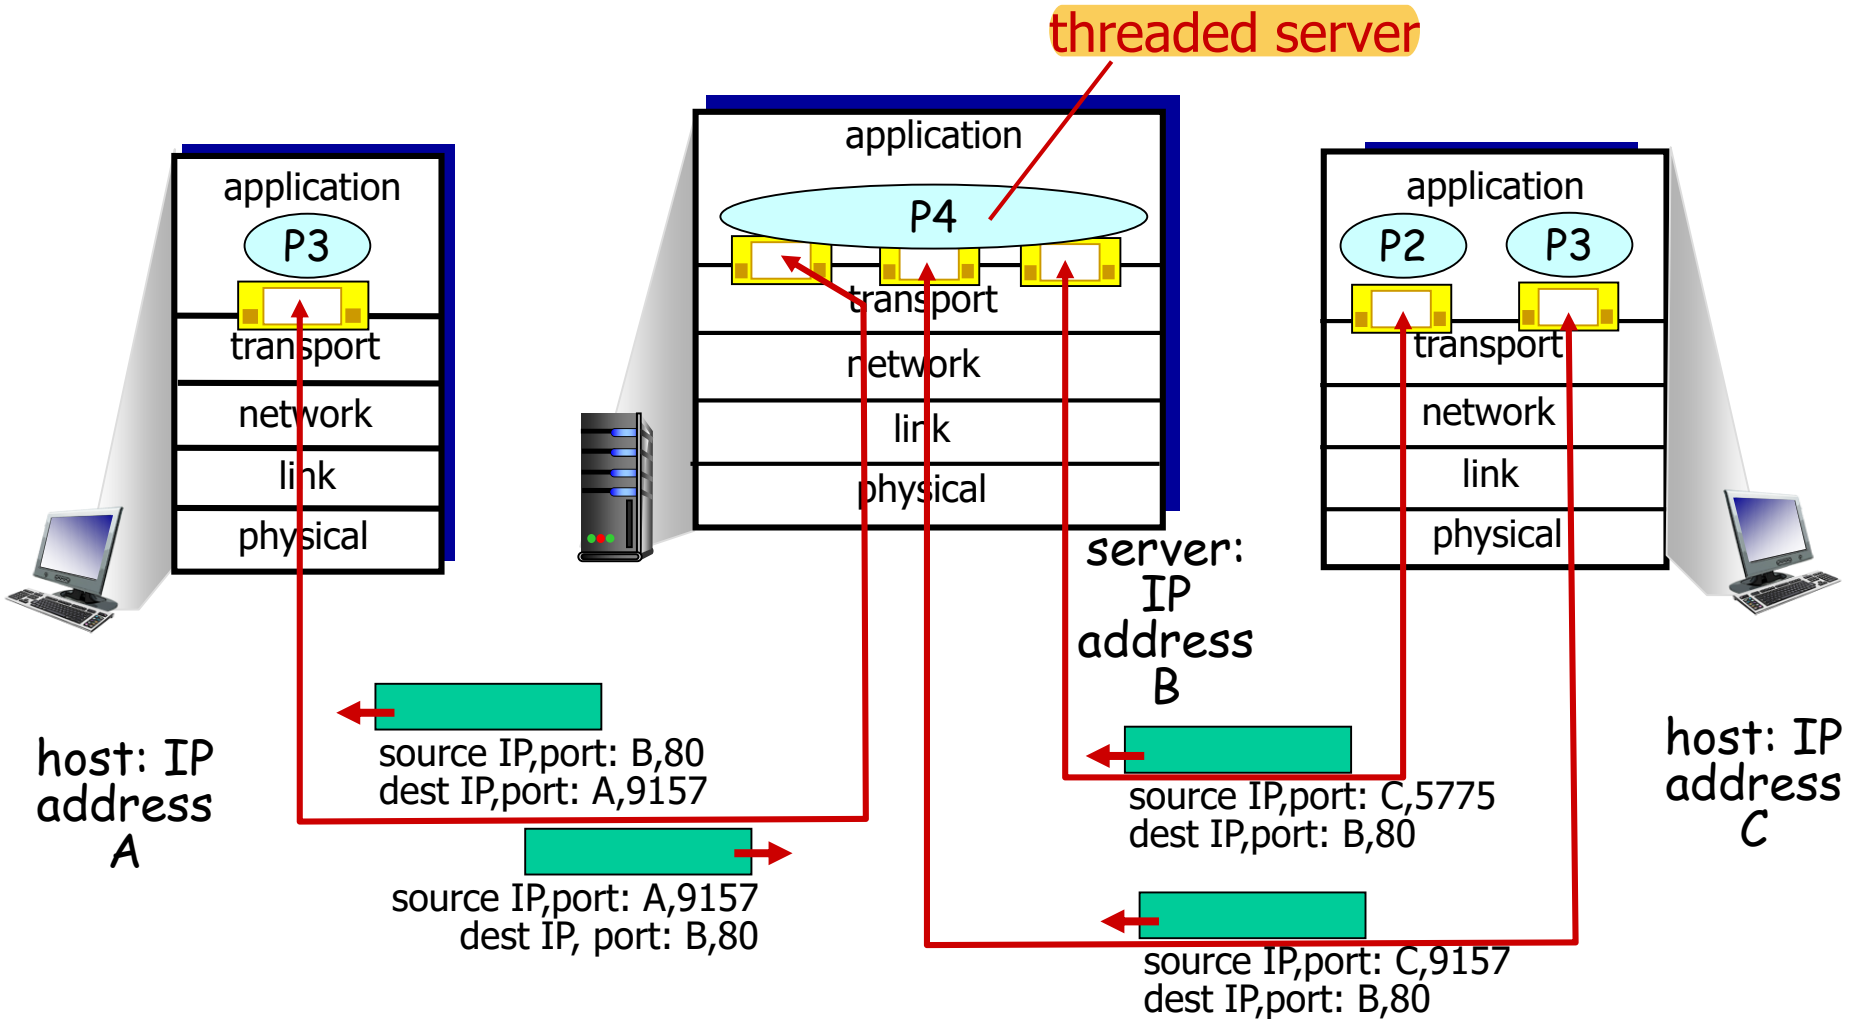 threaded server
application
P3
transport
network
link
physical
application
P4
transport
network
link
physical
application
P2
P3
transport
network
link
physical
server:
IP
address
B
host: IP
address
A
source IP,port: B,80
dest IP,port: A,9157
source IP,port: A,9157
dest IP, port: B,80
source IP,port: C,5775
dest IP,port: B,80
source IP,port: C,9157
dest IP,port: B,80
host: IP
address
C